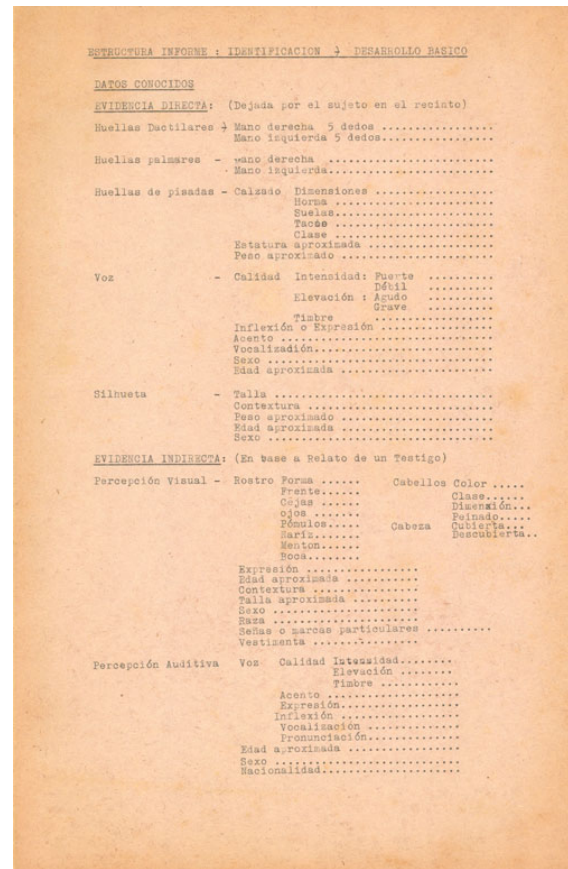 ESTRUCTURA INFORME : IDENTIFICACION Y DESARROLLO BASICO
DATOS CONOCIDOS
EVIDENCIA DIRECTA: (Dejada por el sujeto en el recinto)
Huellas Dactilares Y Mano derecha 5 dedos ................
Mano izquierda 5 dedos................
Huellas palmares - mano derecha .......................
Mano izquierda.......................
Huellas de pisadas - Calzado Dimensiones ..................
Horma .......................
Suelas.......................
Tacos .......................
Clase .......................
Estatura aproximada ..................
Peso aproximado ......................
Voz - Calidad Intensidad: Fuerte ..........
Débil ..........
Elevación : Agudo ..........
Grave ..........
Timbre ................
Inflexión o Expresión ................
Acento ...............................
Vocalizadión..........................
Sexo .................................
Edad aproximada ......................
Silhueta - Talla ................................
Contextura ...........................
Peso aproximado ......................
Edad aproximada ......................
Sexo .................................
EVIDENCIA INDIRECTA: (En base a Relato de un Testigo)
Percepción Visual - Rostro Forma ...... Cabellos Color .....
Frente...... Clase......
Cejas ...... Dimensión...
ojos ....... Peinado.....
Pómulos..... Cabeza Cubierta...
Nariz....... Descubierta..
Menton......
Boca........
Expresión ..................
Edad aproximada ............
Contextura .................
Talla aproximada ...........
Sexo .......................
Raza .......................
Señas o marcas particulares ..........
Vestimenta .................
Percepción Auditiva Voz Calidad Intensidad........
Elevación ........
Timbre ...........
Acento .......................
Expresión.....................
Inflexión ....................
Vocalización .................
Pronunciación.................
Edad aproximada ...................
Sexo ..............................
Nacionalidad.......................